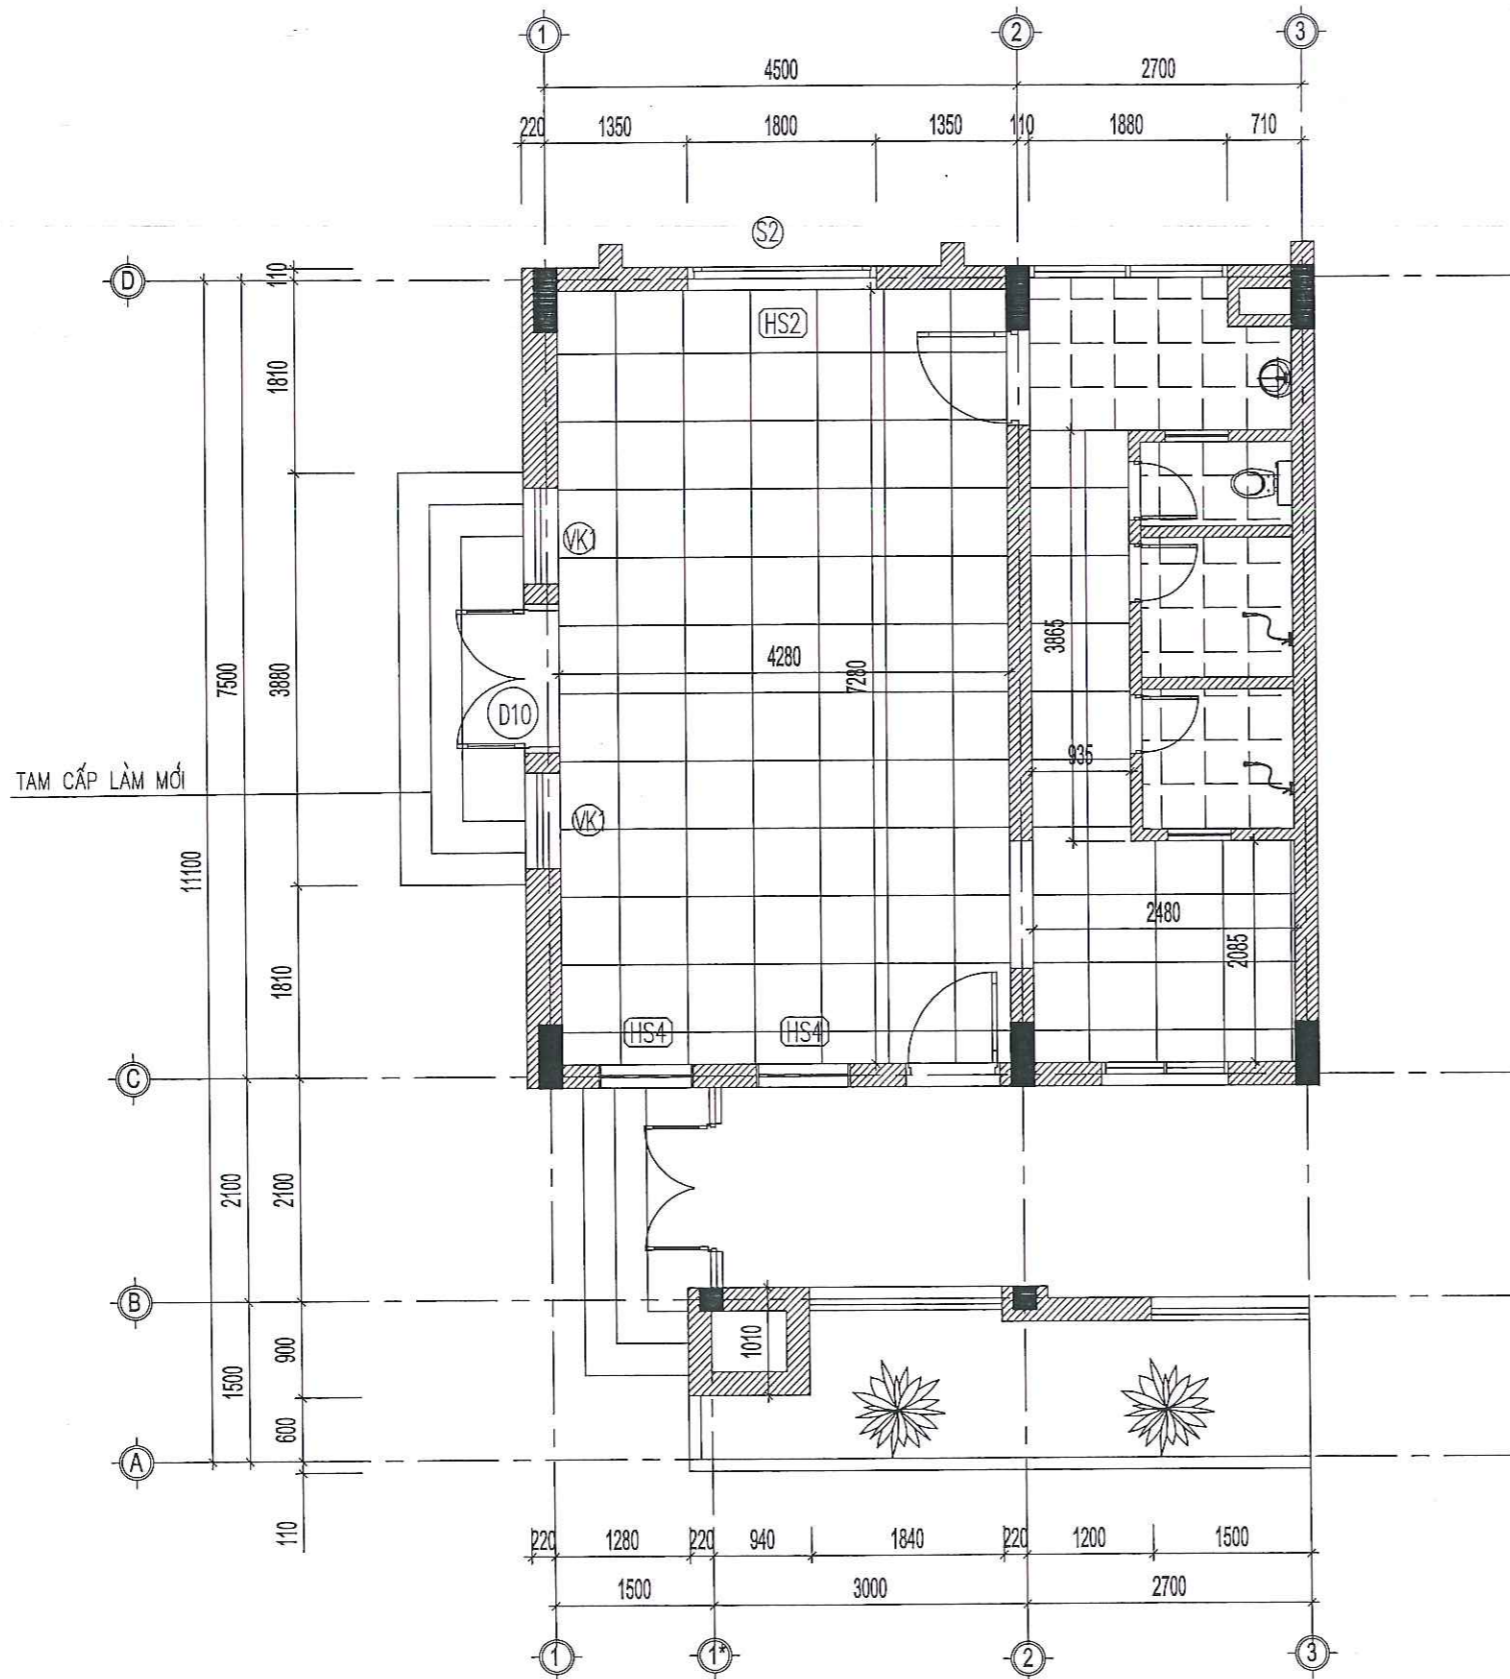 1 2 3
4500 2700
220 1350 1800 1350 110 1880 710
S2
D
110
HS2
1810
VK1
3865
4280
7280
7500
3880
D10
935
TAM CẤP LÀM MỚI
VK1
11100
2480
2085
1810
HS4 HS4
C
2100 2100
B
900
1010
1500
600
A
110
220 1280 220 940 1840 220 1200 1500
1500 3000 2700
1 1* 2 3